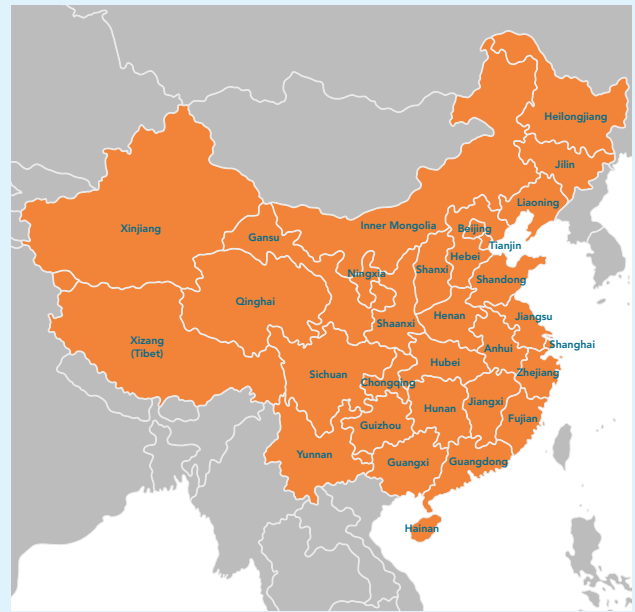 Heilongjiang
Jilin
Liaoning
Inner Mongolia
Beijing
Xinjiang
Gansu
Tianjin
Hebei
Shanxi
Ningxia
Shandong
Qinghai
Jiangsu
Henan
Shaanxi
Xizang
(Tibet)
Shanghai
Anhui
Hubei
Zhejiang
Sichuan
Chongqing
Jiangxi
Hunan
Fujian
Guizhou
Yunnan
Guangxi
Guangdong
Hainan